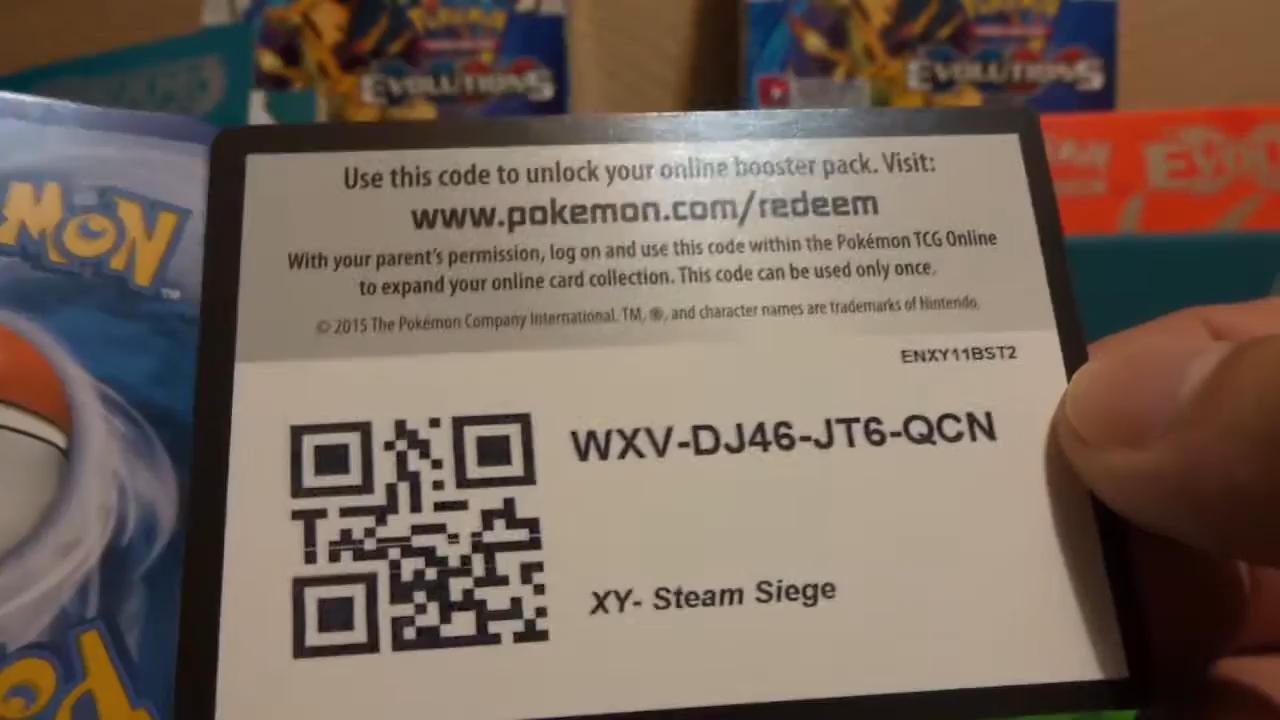 Pokémon
EVOLUTIONS
Pokémon
EVOLUTIONS
MON
TM
Use this code to unlock your online booster pack. Visit:
www.pokemon.com/redeem
With your parent's permission, log on and use this code within the Pokémon TCG Online
to expand your online card collection. This code can be used only once.
© 2015 The Pokémon Company International. TM, ®, and character names are trademarks of Nintendo.
ENXY11BST2
WXV-DJ46-JT6-QCN
XY- Steam Siege